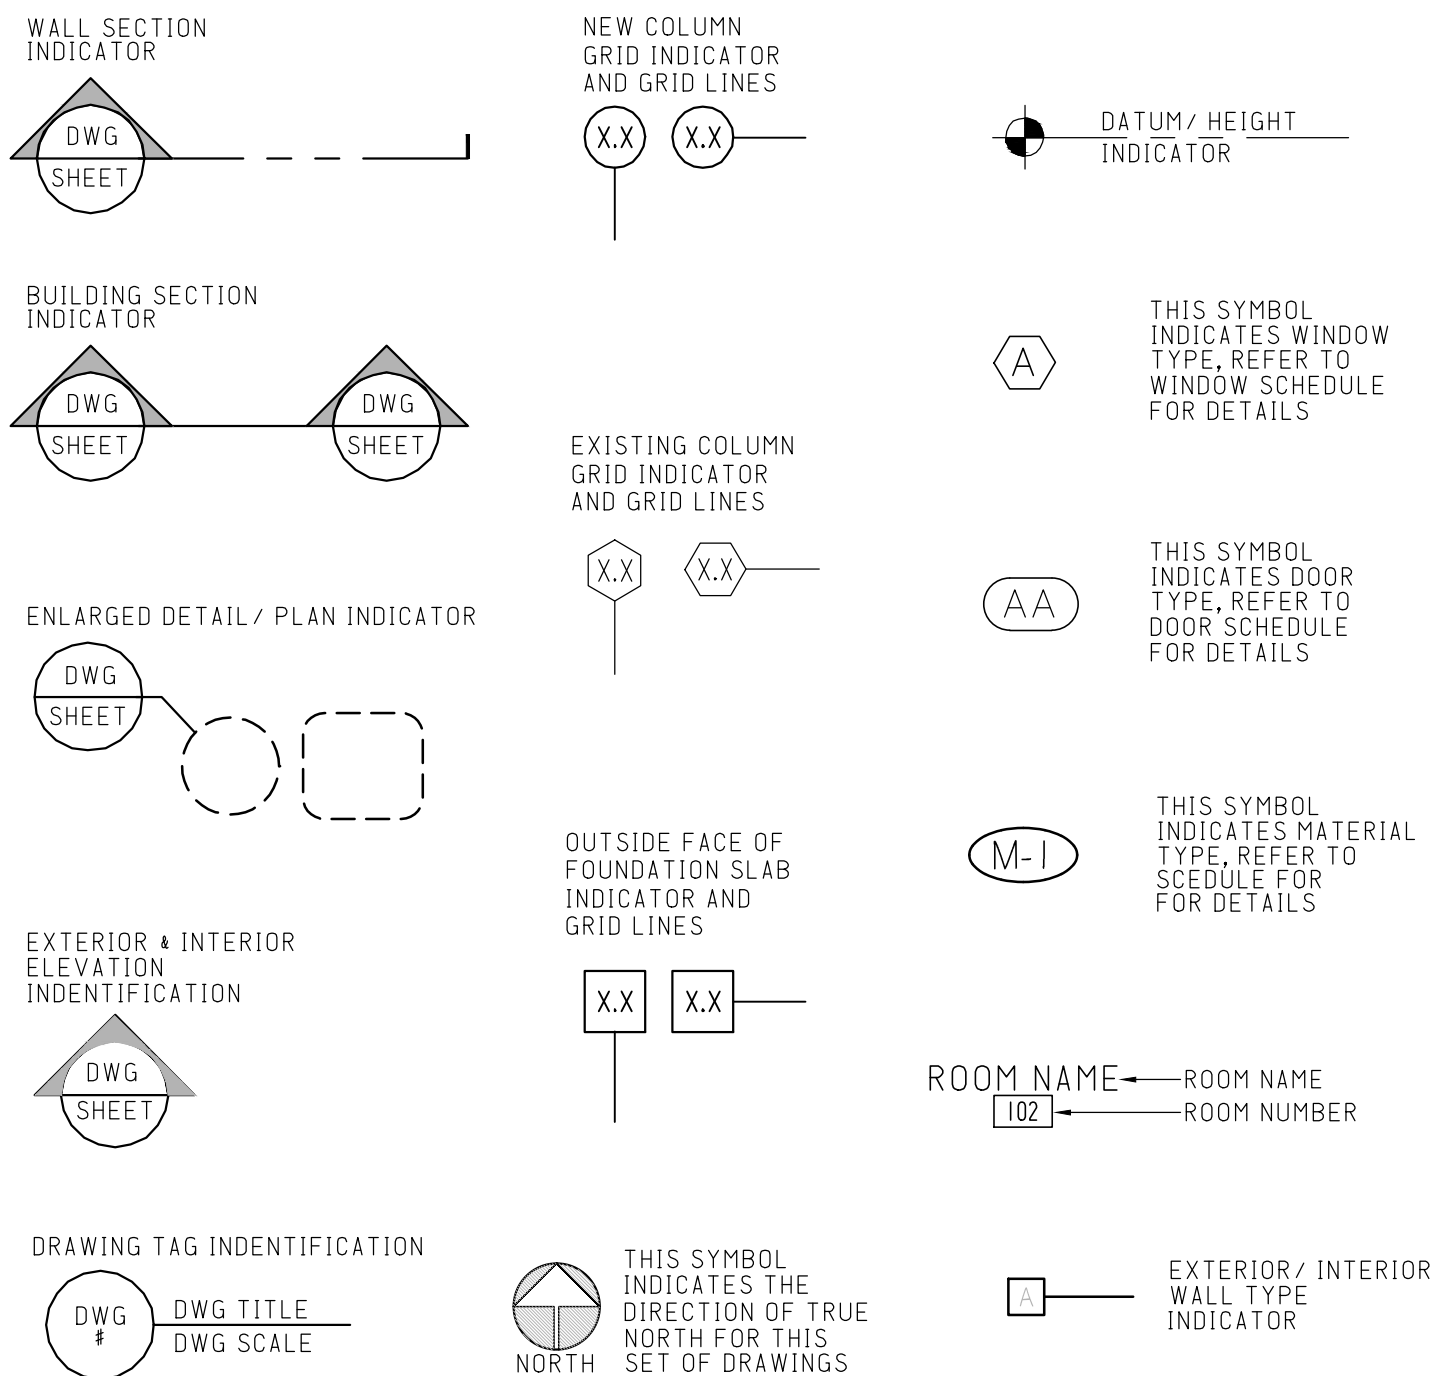 WALL SECTION
INDICATOR
DWG
SHEET
BUILDING SECTION
INDICATOR
DWG
SHEET
DWG
SHEET
ENLARGED DETAIL/ PLAN INDICATOR
DWG
SHEET
EXTERIOR & INTERIOR
ELEVATION
INDENTIFICATION
DWG
SHEET
DRAWING TAG INDENTIFICATION
DWG
#
DWG TITLE
DWG SCALE
NEW COLUMN
GRID INDICATOR
AND GRID LINES
X.X
X.X
EXISTING COLUMN
GRID INDICATOR
AND GRID LINES
X.X
X.X
OUTSIDE FACE OF
FOUNDATION SLAB
INDICATOR AND
GRID LINES
X.X
X.X
NORTH
THIS SYMBOL
INDICATES THE
DIRECTION OF TRUE
NORTH FOR THIS
SET OF DRAWINGS
DATUM/ HEIGHT
INDICATOR
A
THIS SYMBOL
INDICATES WINDOW
TYPE, REFER TO
WINDOW SCHEDULE
FOR DETAILS
AA
THIS SYMBOL
INDICATES DOOR
TYPE, REFER TO
DOOR SCHEDULE
FOR DETAILS
M-1
THIS SYMBOL
INDICATES MATERIAL
TYPE, REFER TO
SCEDULE FOR
FOR DETAILS
ROOM NAME
ROOM NAME
102
ROOM NUMBER
A
EXTERIOR/ INTERIOR
WALL TYPE
INDICATOR